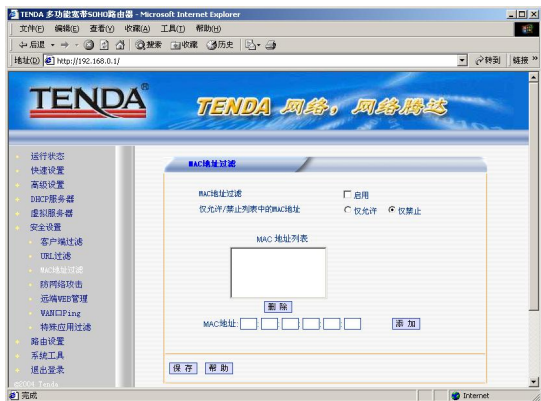 TENDA 多功能宽带SOHO路由器 - Microsoft Internet Explorer
文件(F) 编辑(E) 查看(V) 收藏(A) 工具(T) 帮助(H)
后退 搜索 收藏 历史
地址(D) http://192.168.0.1/ 转到 链接 »
TENDA®
TENDA 网络，网络腾达
运行状态
快速设置
高级设置
DHCP服务器
虚拟服务器
安全设置
客户端过滤
URL过滤
MAC地址过滤
防网络攻击
远端WEB管理
WAN口Ping
特殊应用过滤
路由设置
系统工具
退出登录
©2004 Tenda
MAC地址过滤
MAC地址过滤 启用
仅允许/禁止列表中的MAC地址 仅允许 仅禁止
MAC 地址列表
删 除
MAC地址: : : : : : 添 加
保 存 帮 助
完成 Internet